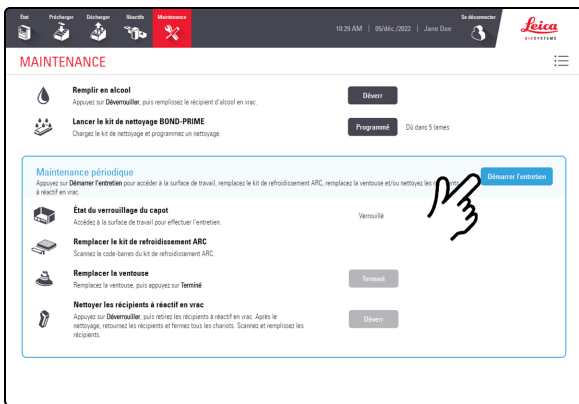 État Précharger Décharger Réactifs Maintenance 10:29 AM | 05/déc./2022 | Jane Doe Se déconnecter Leica BIOSYSTEMS
MAINTENANCE
Remplir en alcool
Appuyez sur Déverrouiller, puis remplissez le récipient d'alcool en vrac.
Déverr
Lancer le kit de nettoyage BOND-PRIME
Chargez le kit de nettoyage et programmez un nettoyage.
Programmé Dû dans 5 lames
Maintenance périodique
Appuyez sur Démarrer l'entretien pour accéder à la surface de travail, remplacez le kit de refroidissement ARC, remplacez la ventouse et/ou nettoyez les
à réactif en vrac.
Démarrer l'entretien
État du verrouillage du capot
Accédez à la surface de travail pour effectuer l'entretien.
Verrouillé
Remplacer le kit de refroidissement ARC
Scannez le code-barres du kit de refroidissement ARC.
Remplacer la ventouse
Remplacez la ventouse, puis appuyez sur Terminé
Terminé
Nettoyer les récipients à réactif en vrac
Appuyez sur Déverrouiller, puis retirez les récipients à réactif en vrac. Après le
nettoyage, retournez les récipients et fermez tous les chariots. Scannez et remplissez les
récipients.
Déverr